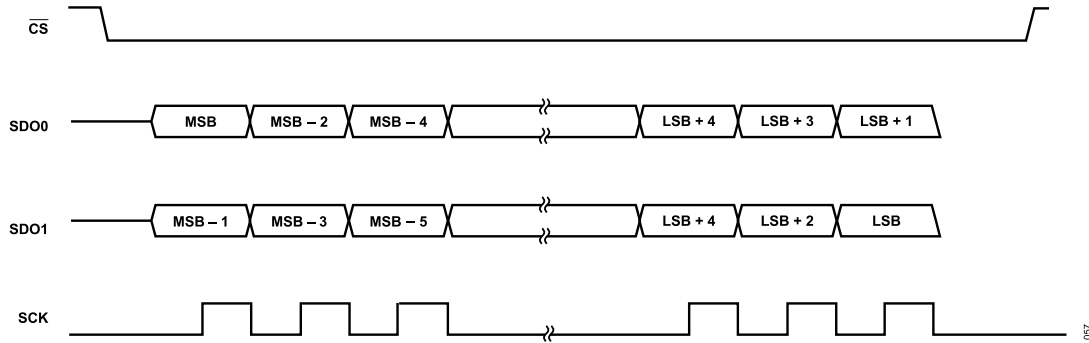 CS
SDO0 MSB MSB – 2 MSB – 4 LSB + 4 LSB + 3 LSB + 1
SDO1 MSB – 1 MSB – 3 MSB – 5 LSB + 4 LSB + 2 LSB
SCK
057